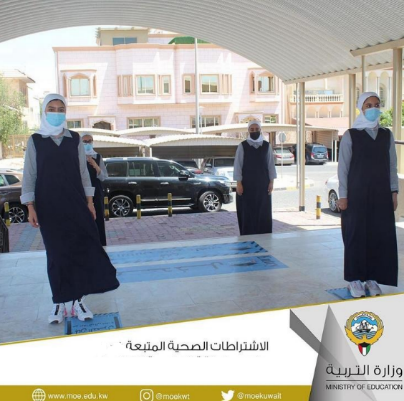 الاشتراطات الصحية المتبعة
وزارة التربية
MINISTRY OF EDUCATION
www.moe.edu.kw
@moekwt
@moekuwait